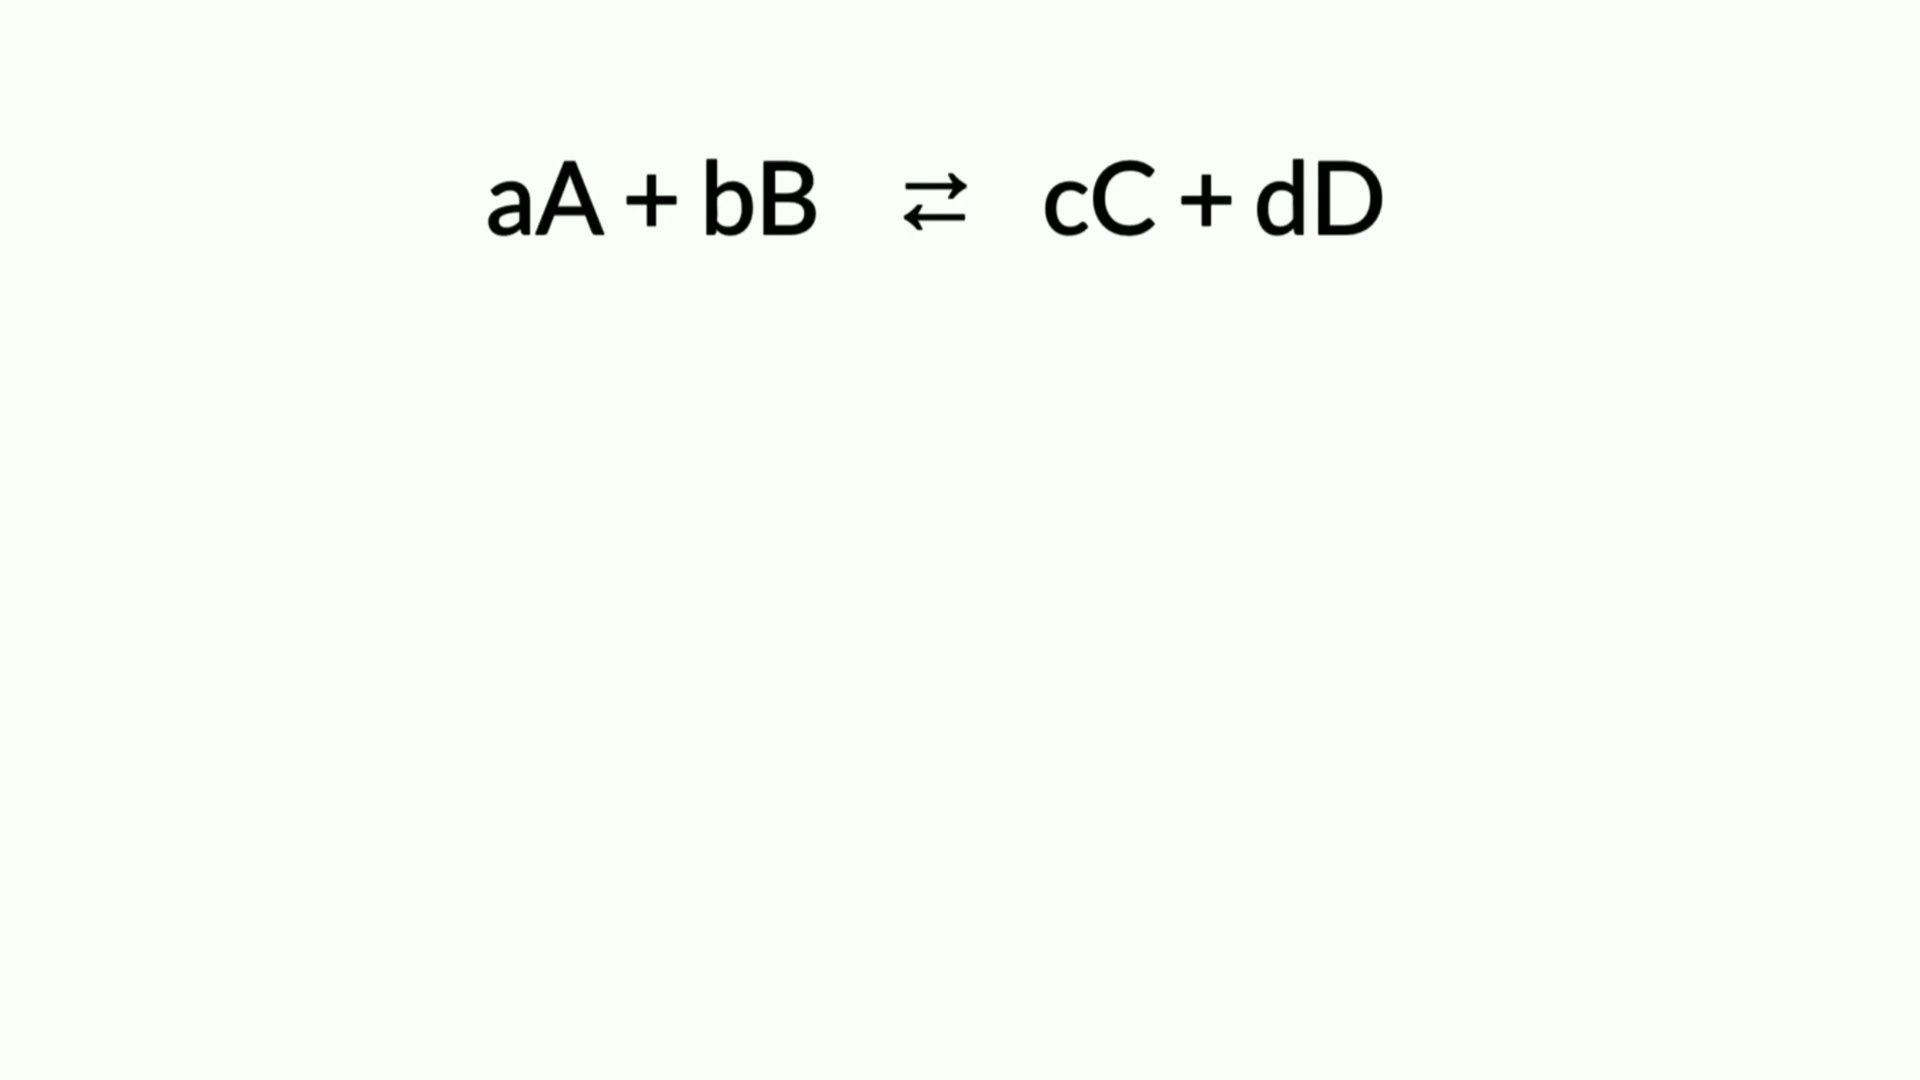 aA + bB ⇄ cC + dD